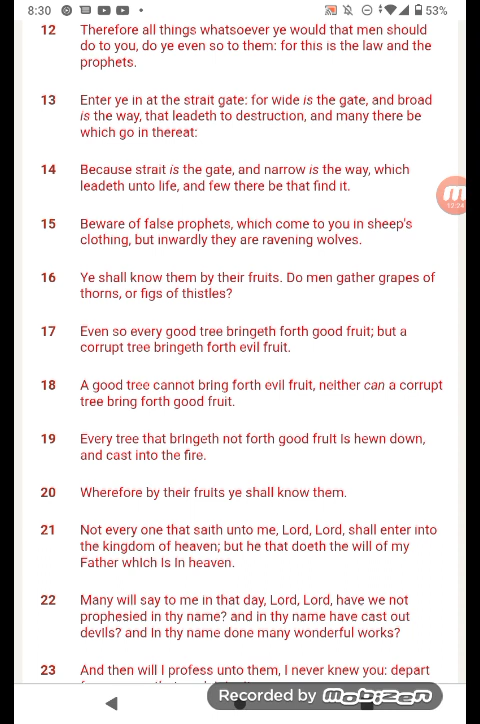 8:30 53%
12 Therefore all things whatsoever ye would that men should
do to you, do ye even so to them: for this is the law and the
prophets.
13 Enter ye in at the strait gate: for wide is the gate, and broad
is the way, that leadeth to destruction, and many there be
which go in thereat:
14 Because strait is the gate, and narrow is the way, which
leadeth unto life, and few there be that find it.
12:24
15 Beware of false prophets, which come to you in sheep's
clothing, but inwardly they are ravening wolves.
16 Ye shall know them by their fruits. Do men gather grapes of
thorns, or figs of thistles?
17 Even so every good tree bringeth forth good fruit; but a
corrupt tree bringeth forth evil fruit.
18 A good tree cannot bring forth evil fruit, neither can a corrupt
tree bring forth good fruit.
19 Every tree that bringeth not forth good fruit is hewn down,
and cast into the fire.
20 Wherefore by their fruits ye shall know them.
21 Not every one that saith unto me, Lord, Lord, shall enter into
the kingdom of heaven; but he that doeth the will of my
Father which is in heaven.
22 Many will say to me in that day, Lord, Lord, have we not
prophesied in thy name? and in thy name have cast out
devils? and in thy name done many wonderful works?
23 And then will I profess unto them, I never knew you: depart
Recorded by mobizen